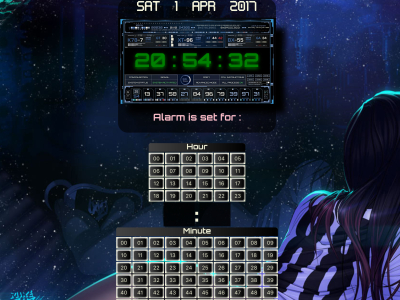 SAT 1 APR 2017
20:54:32
Alarm is set for :
Hour
00 01 02 03 04 05
06 07 08 09 10 11
12 13 14 15 16 17
18 19 20 21 22 23
:
Minute
00 01 02 03 04 05 06 07 08 09
10 11 12 13 14 15 16 17 18 19
20 21 22 23 24 25 26 27 28 29
30 31 32 33 34 35 36 37 38 39
40 41 42 43 44 45 46 47 48 49